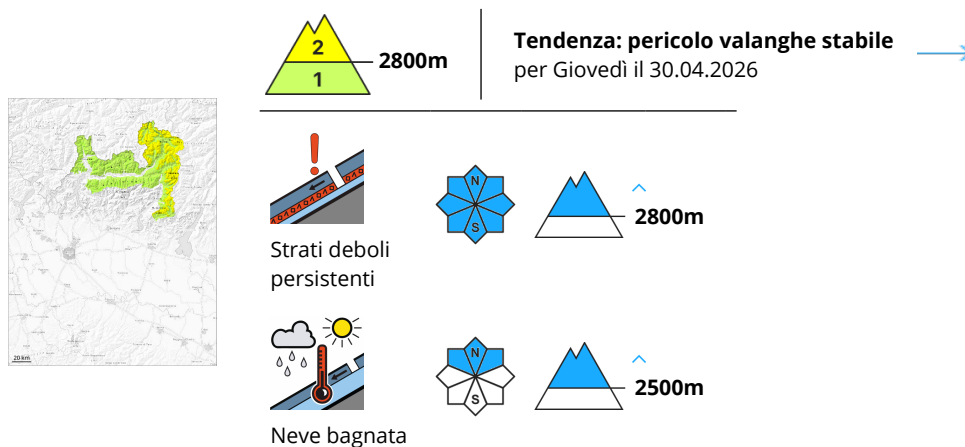 2
1
2800m
Tendenza: pericolo valanghe stabile
per Giovedì il 30.04.2026
N
S
2800m
Strati deboli
persistenti
N
S
2500m
Neve bagnata
20 km